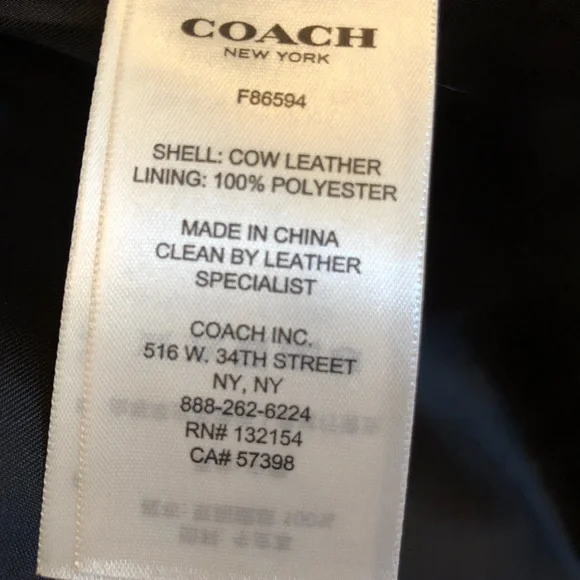 COACH
NEW YORK
F86594
SHELL: COW LEATHER
LINING: 100% POLYESTER
MADE IN CHINA
CLEAN BY LEATHER
SPECIALIST
COACH INC.
516 W. 34TH STREET
NY, NY
888-262-6224
RN# 132154
CA# 57398